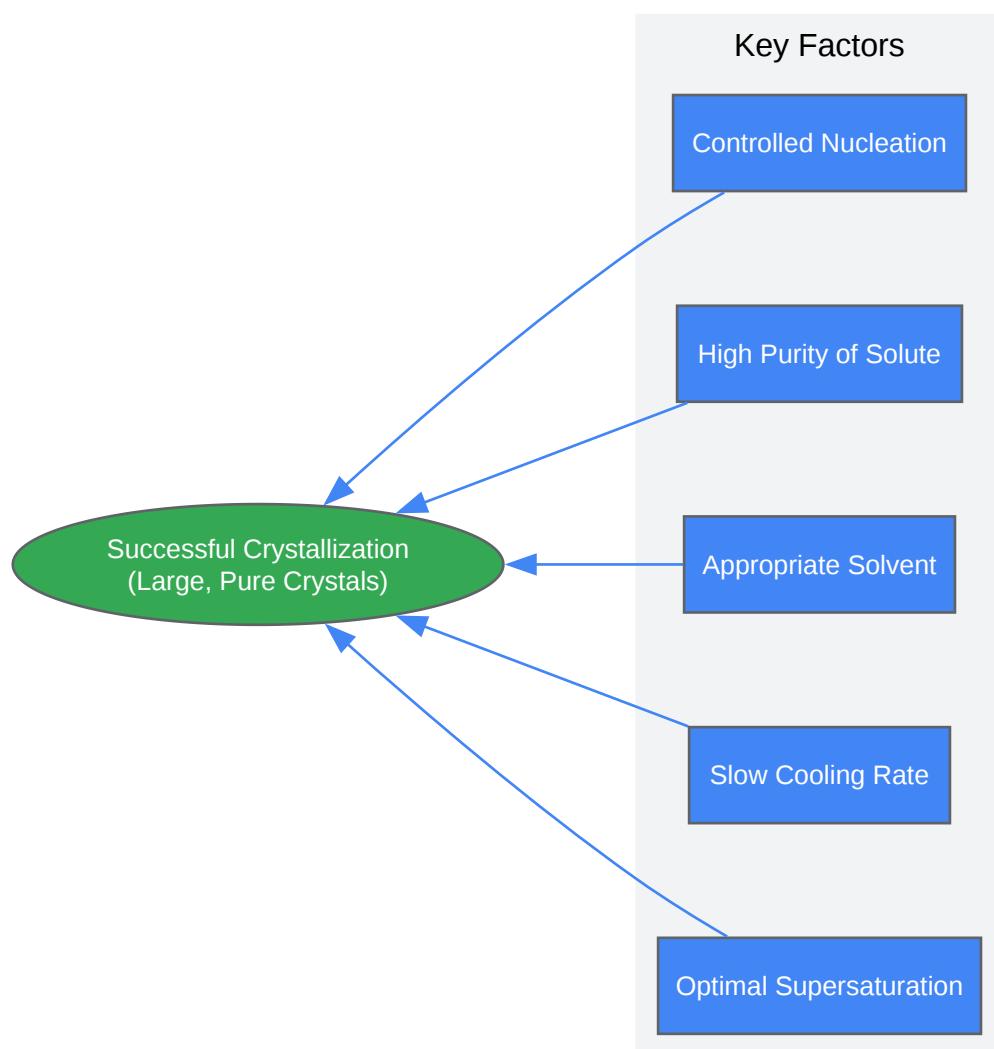 Key Factors
Controlled Nucleation
High Purity of Solute
Successful Crystallization
(Large, Pure Crystals)
Appropriate Solvent
Slow Cooling Rate
Optimal Supersaturation